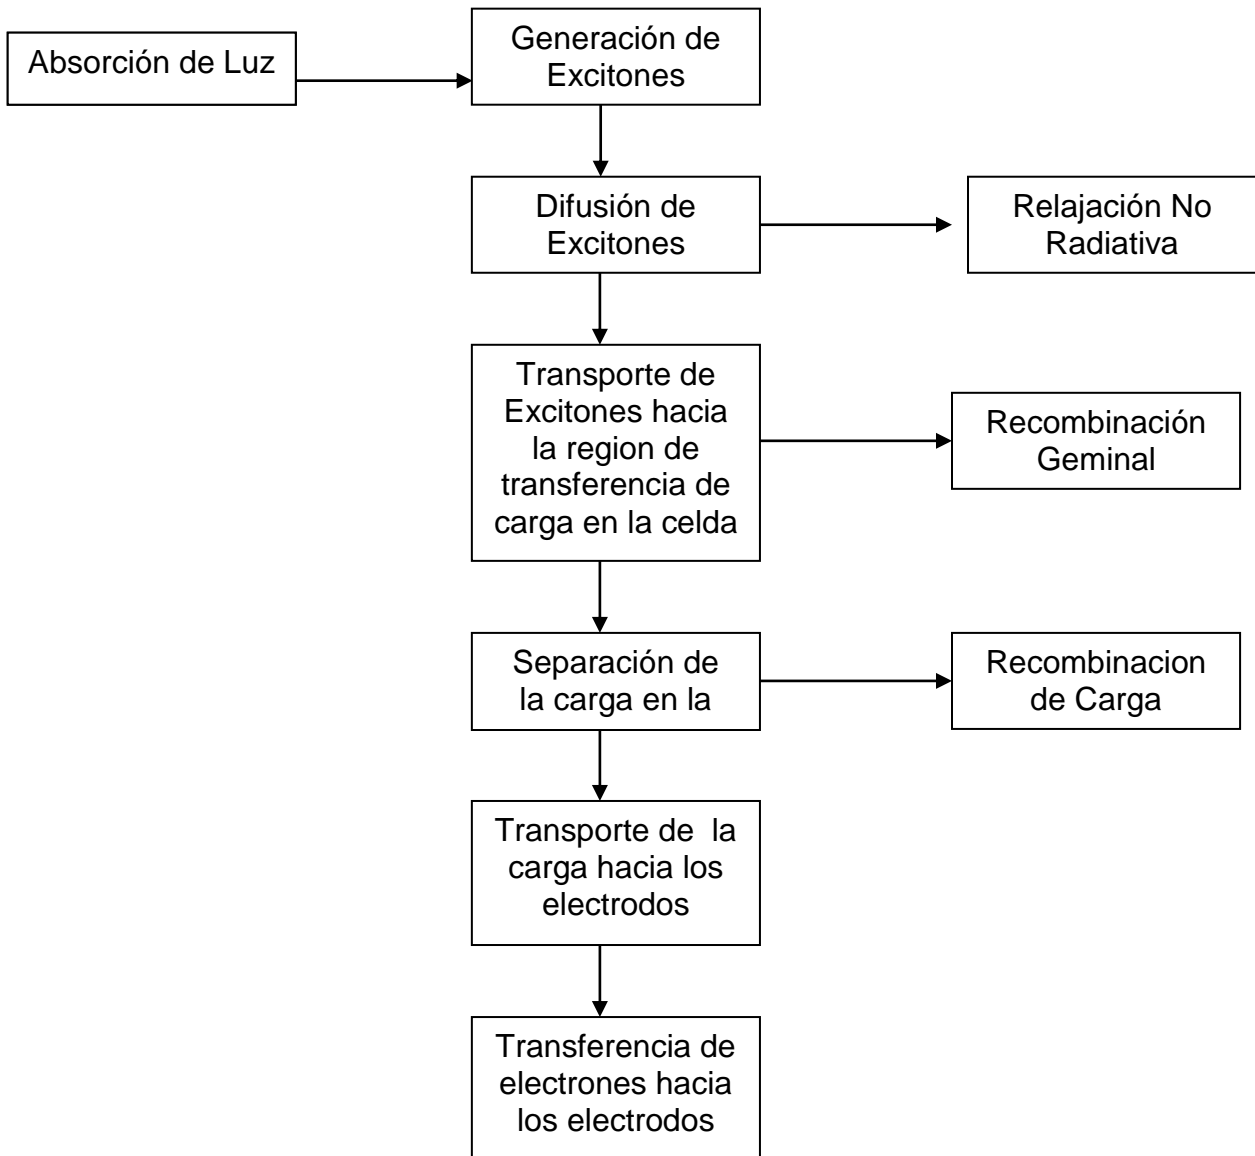 Absorción de Luz
Generación de
Excitones
Difusión de
Excitones
Relajación No
Radiativa
Transporte de
Excitones hacia
la region de
transferencia de
carga en la celda
Recombinación
Geminal
Separación de
la carga en la
Recombinacion
de Carga
Transporte de  la
carga hacia los
electrodos
Transferencia de
electrones hacia
los electrodos